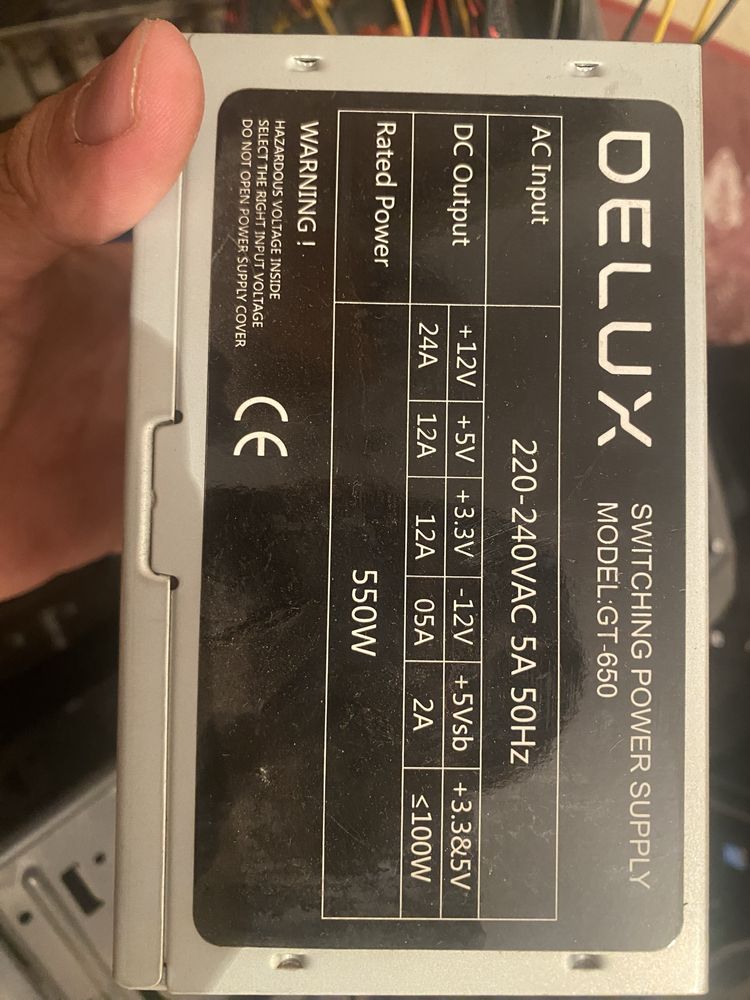 DELUX
SWITCHING POWER SUPPLY
MODEL.GT-650
AC Input 220-240VAC 5A 50Hz
DC Output +12V +5V +3.3V -12V +5Vsb +3.3&5V
24A 12A 12A 05A 2A ≤100W
Rated Power 550W
WARNING !
HAZARDOUS VOLTAGE INSIDE
SELECT THE RIGHT INPUT VOLTAGE
DO NOT OPEN POWER SUPPLY COVER
CE